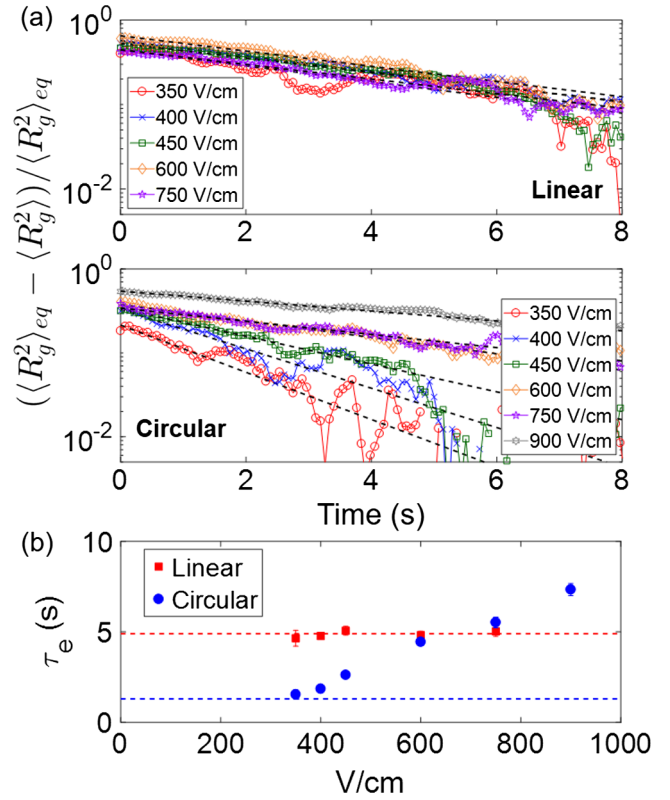 (a)
(⟨R_g^2⟩_eq − ⟨R_g^2⟩)/⟨R_g^2⟩_eq
10^0
10^-2
350 V/cm
400 V/cm
450 V/cm
600 V/cm
750 V/cm
Linear
0 2 4 6 8
10^0
10^-2
350 V/cm
400 V/cm
450 V/cm
600 V/cm
750 V/cm
900 V/cm
Circular
0 2 4 6 8
Time (s)
(b)
τ_e (s)
10
5
0
Linear
Circular
0 200 400 600 800 1000
V/cm